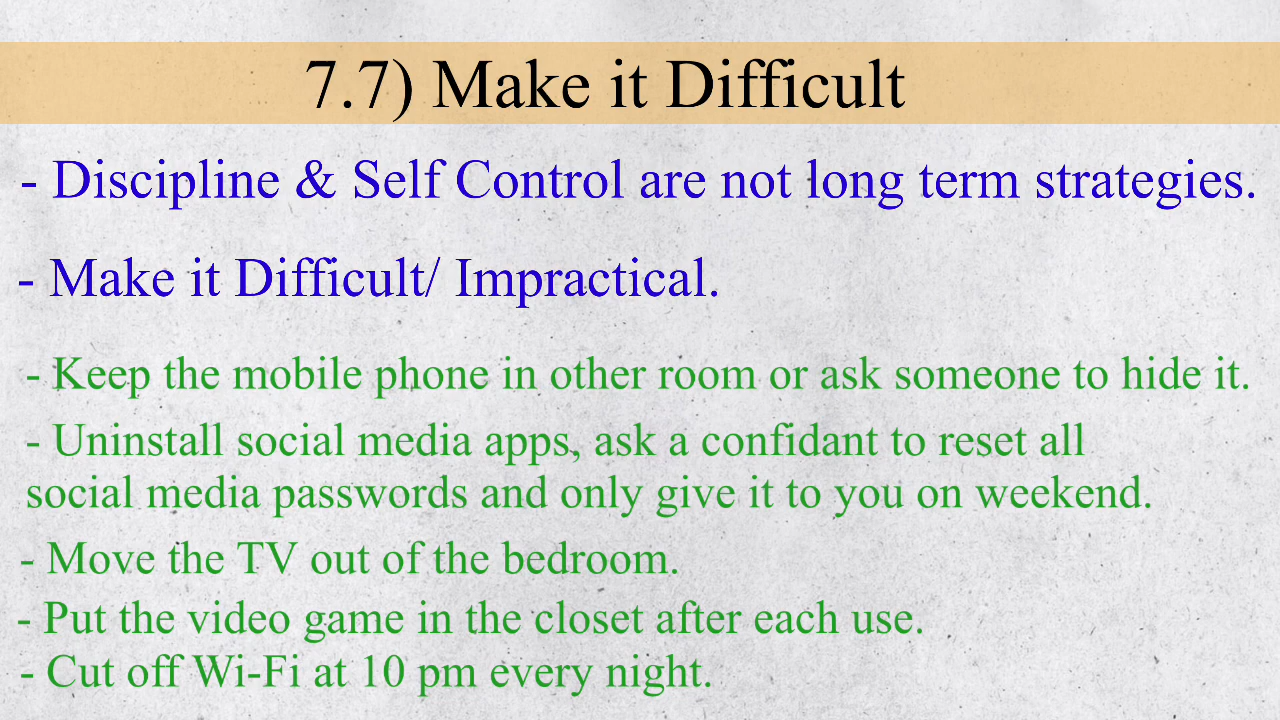 7.7) Make it Difficult
- Discipline & Self Control are not long term strategies.
- Make it Difficult/ Impractical.
- Keep the mobile phone in other room or ask someone to hide it.
- Uninstall social media apps, ask a confidant to reset all
social media passwords and only give it to you on weekend.
- Move the TV out of the bedroom.
- Put the video game in the closet after each use.
- Cut off Wi-Fi at 10 pm every night.